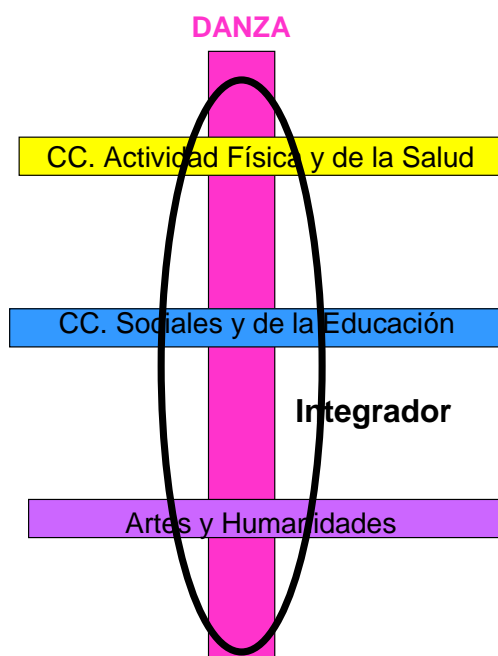 DANZA
CC. Actividad Física y de la Salud
CC. Sociales y de la Educación
Integrador
Artes y Humanidades